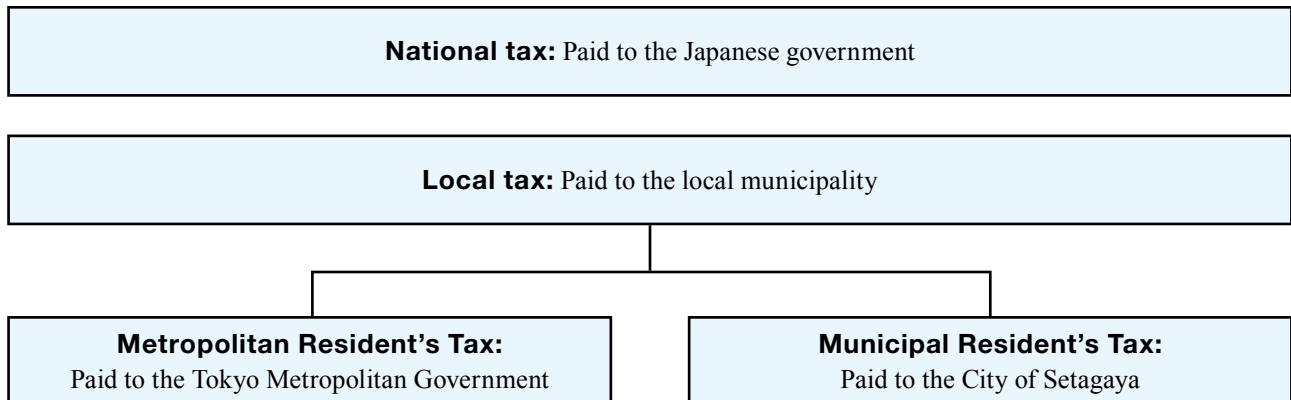 National tax: Paid to the Japanese government
Local tax: Paid to the local municipality
Metropolitan Resident’s Tax:
Paid to the Tokyo Metropolitan Government
Municipal Resident’s Tax:
Paid to the City of Setagaya